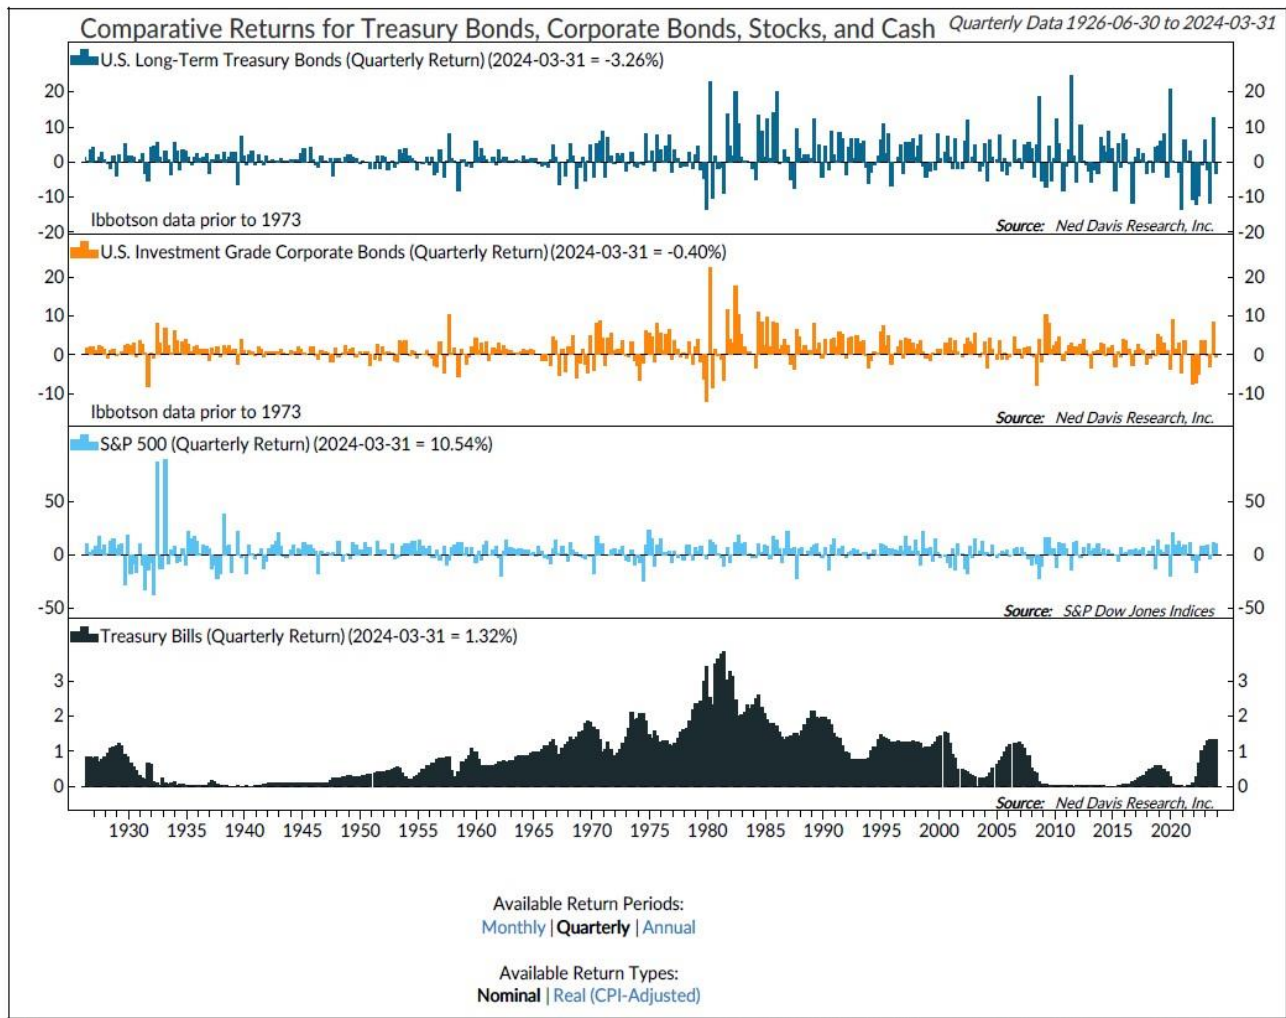 Comparative Returns for Treasury Bonds, Corporate Bonds, Stocks, and Cash
Quarterly Data 1926-06-30 to 2024-03-31
U.S. Long-Term Treasury Bonds (Quarterly Return) (2024-03-31 = -3.26%)
20 20
10 10
0 0
-10 -10
-20 -20
Ibbotson data prior to 1973
Source: Ned Davis Research, Inc.
U.S. Investment Grade Corporate Bonds (Quarterly Return) (2024-03-31 = -0.40%)
20 20
10 10
0 0
-10 -10
Ibbotson data prior to 1973
Source: Ned Davis Research, Inc.
S&P 500 (Quarterly Return) (2024-03-31 = 10.54%)
50 50
0 0
-50 -50
Source: S&P Dow Jones Indices
Treasury Bills (Quarterly Return) (2024-03-31 = 1.32%)
3 3
2 2
1 1
0 0
Source: Ned Davis Research, Inc.
1930 1935 1940 1945 1950 1955 1960 1965 1970 1975 1980 1985 1990 1995 2000 2005 2010 2015 2020
Available Return Periods:
Monthly | Quarterly | Annual
Available Return Types:
Nominal | Real (CPI-Adjusted)